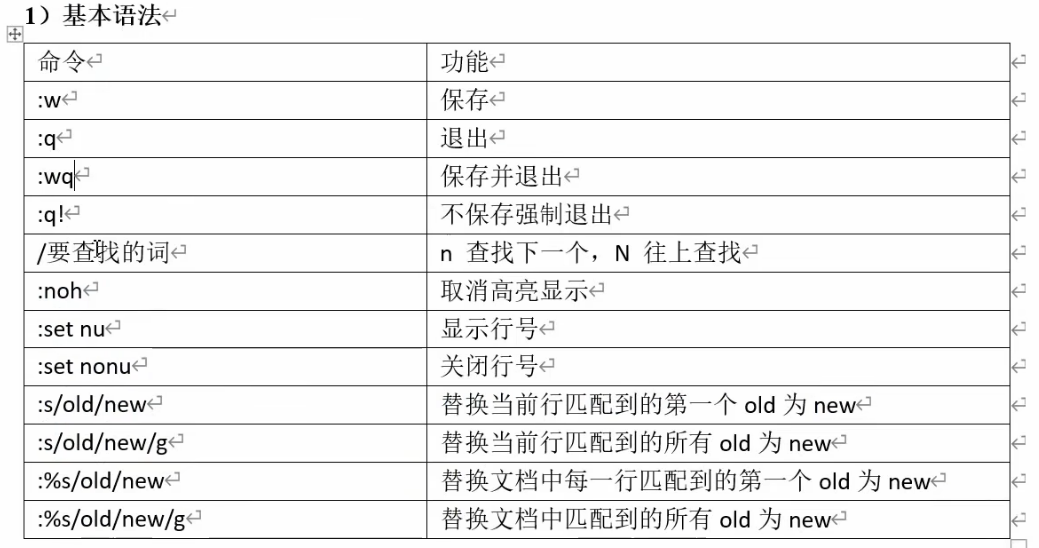 1）基本语法
命令 功能
:w 保存
:q 退出
:wq 保存并退出
:q! 不保存强制退出
/要查找的词 n 查找下一个，N 往上查找
:noh 取消高亮显示
:set nu 显示行号
:set nonu 关闭行号
:s/old/new 替换当前行匹配到的第一个 old 为 new
:s/old/new/g 替换当前行匹配到的所有 old 为 new
:%s/old/new 替换文档中每一行匹配到的第一个 old 为 new
:%s/old/new/g 替换文档中匹配到的所有 old 为 new